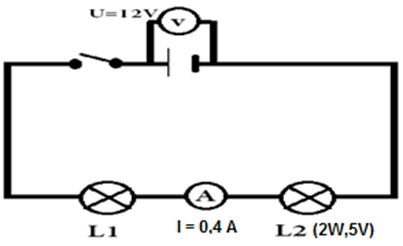 U=12V
V
A
L1
I = 0,4 A
L2 (2W,5V)